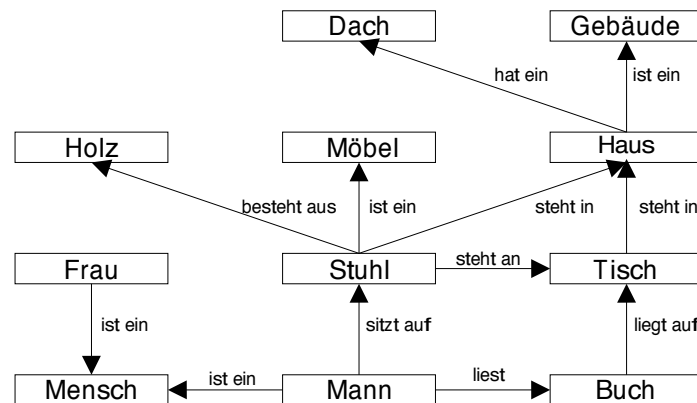 Dach
Gebäude
hat ein
ist ein
Holz
Möbel
Haus
besteht aus
ist ein
steht in
steht in
Frau
Stuhl
steht an
Tisch
ist ein
sitzt auf
liegt auf
Mensch
ist ein
Mann
liest
Buch